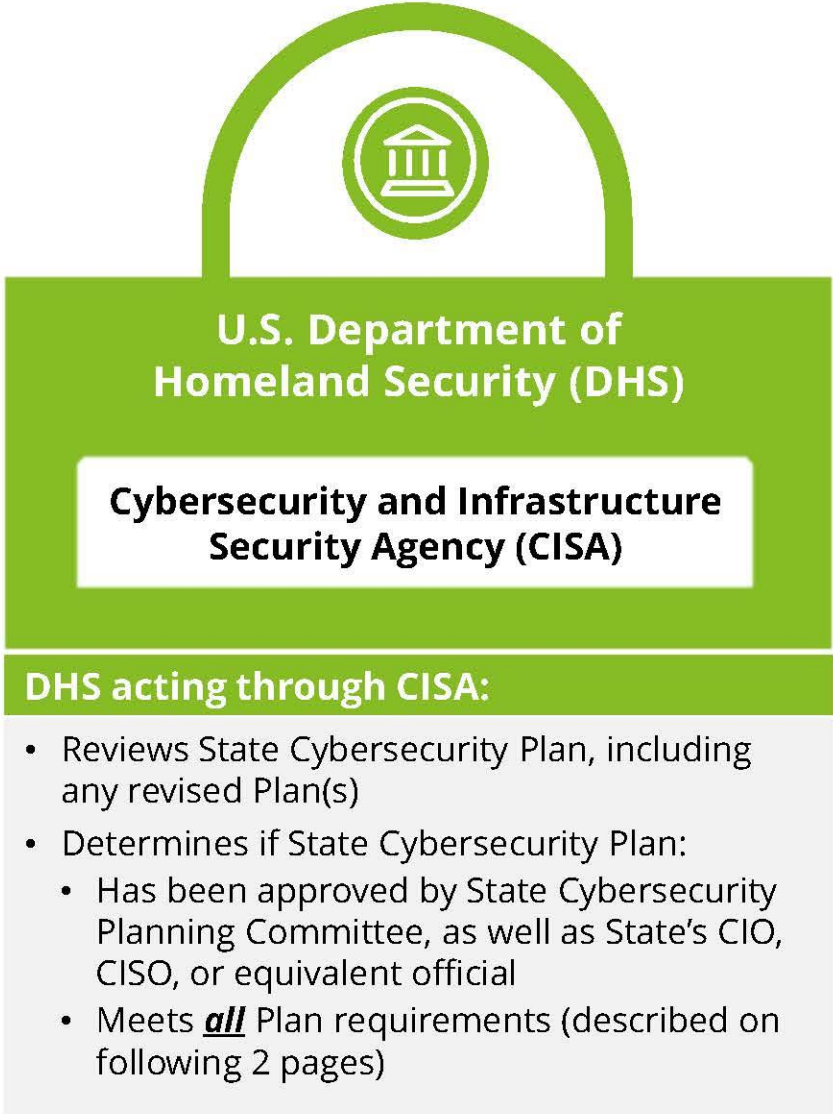 U.S. Department of
Homeland Security (DHS)
Cybersecurity and Infrastructure
Security Agency (CISA)
DHS acting through CISA:
• Reviews State Cybersecurity Plan, including
any revised Plan(s)
• Determines if State Cybersecurity Plan:
• Has been approved by State Cybersecurity
Planning Committee, as well as State’s CIO,
CISO, or equivalent official
• Meets all Plan requirements (described on
following 2 pages)